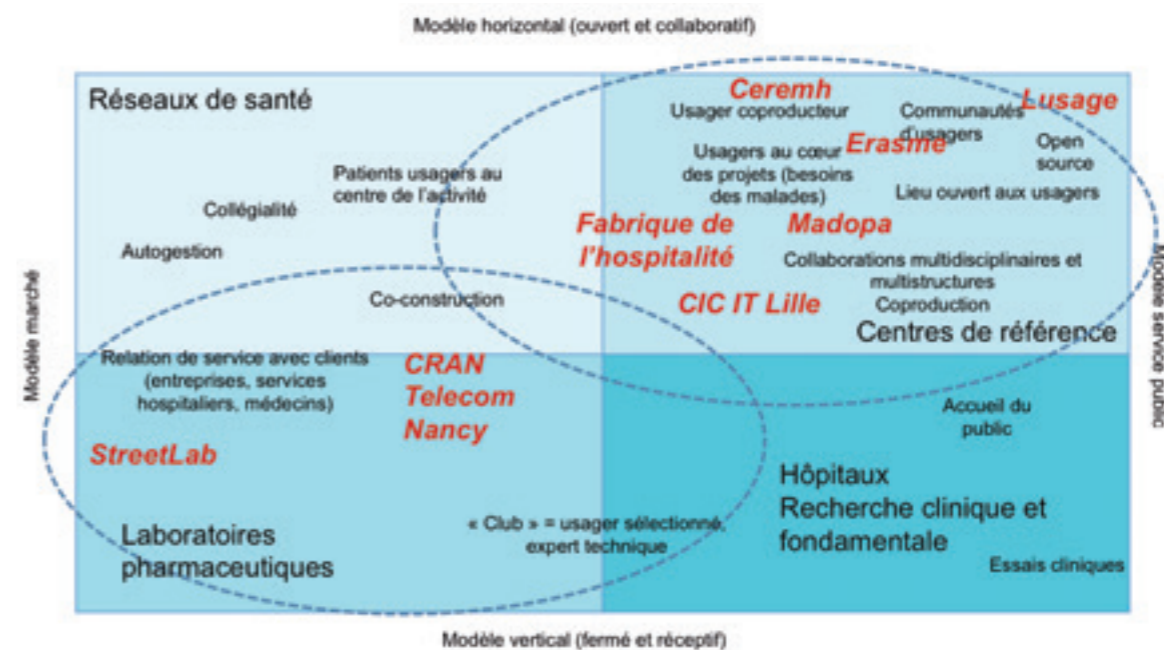 Modèle horizontal (ouvert et collaboratif)
Réseaux de santé
Patients usagers au
centre de l'activité
Collégialité
Autogestion
Co-construction
Ceremh
Usager coproducteur
Communautés
d'usagers
Lusage
Erasme
Open
source
Usagers au cœur
des projets (besoins
des malades)
Lieu ouvert aux usagers
Fabrique de
l'hospitalité
Madopa
Collaborations multidisciplinaires et
multistructures
Coproduction
CIC IT Lille
Centres de référence
Modèle marché
Modèle service public
Relation de service avec clients
(entreprises, services
hospitaliers, médecins)
CRAN
Telecom
Nancy
StreetLab
Laboratoires
pharmaceutiques
« Club » = usager sélectionné,
expert technique
Accueil du
public
Hôpitaux
Recherche clinique et
fondamentale
Essais cliniques
Modèle vertical (fermé et réceptif)